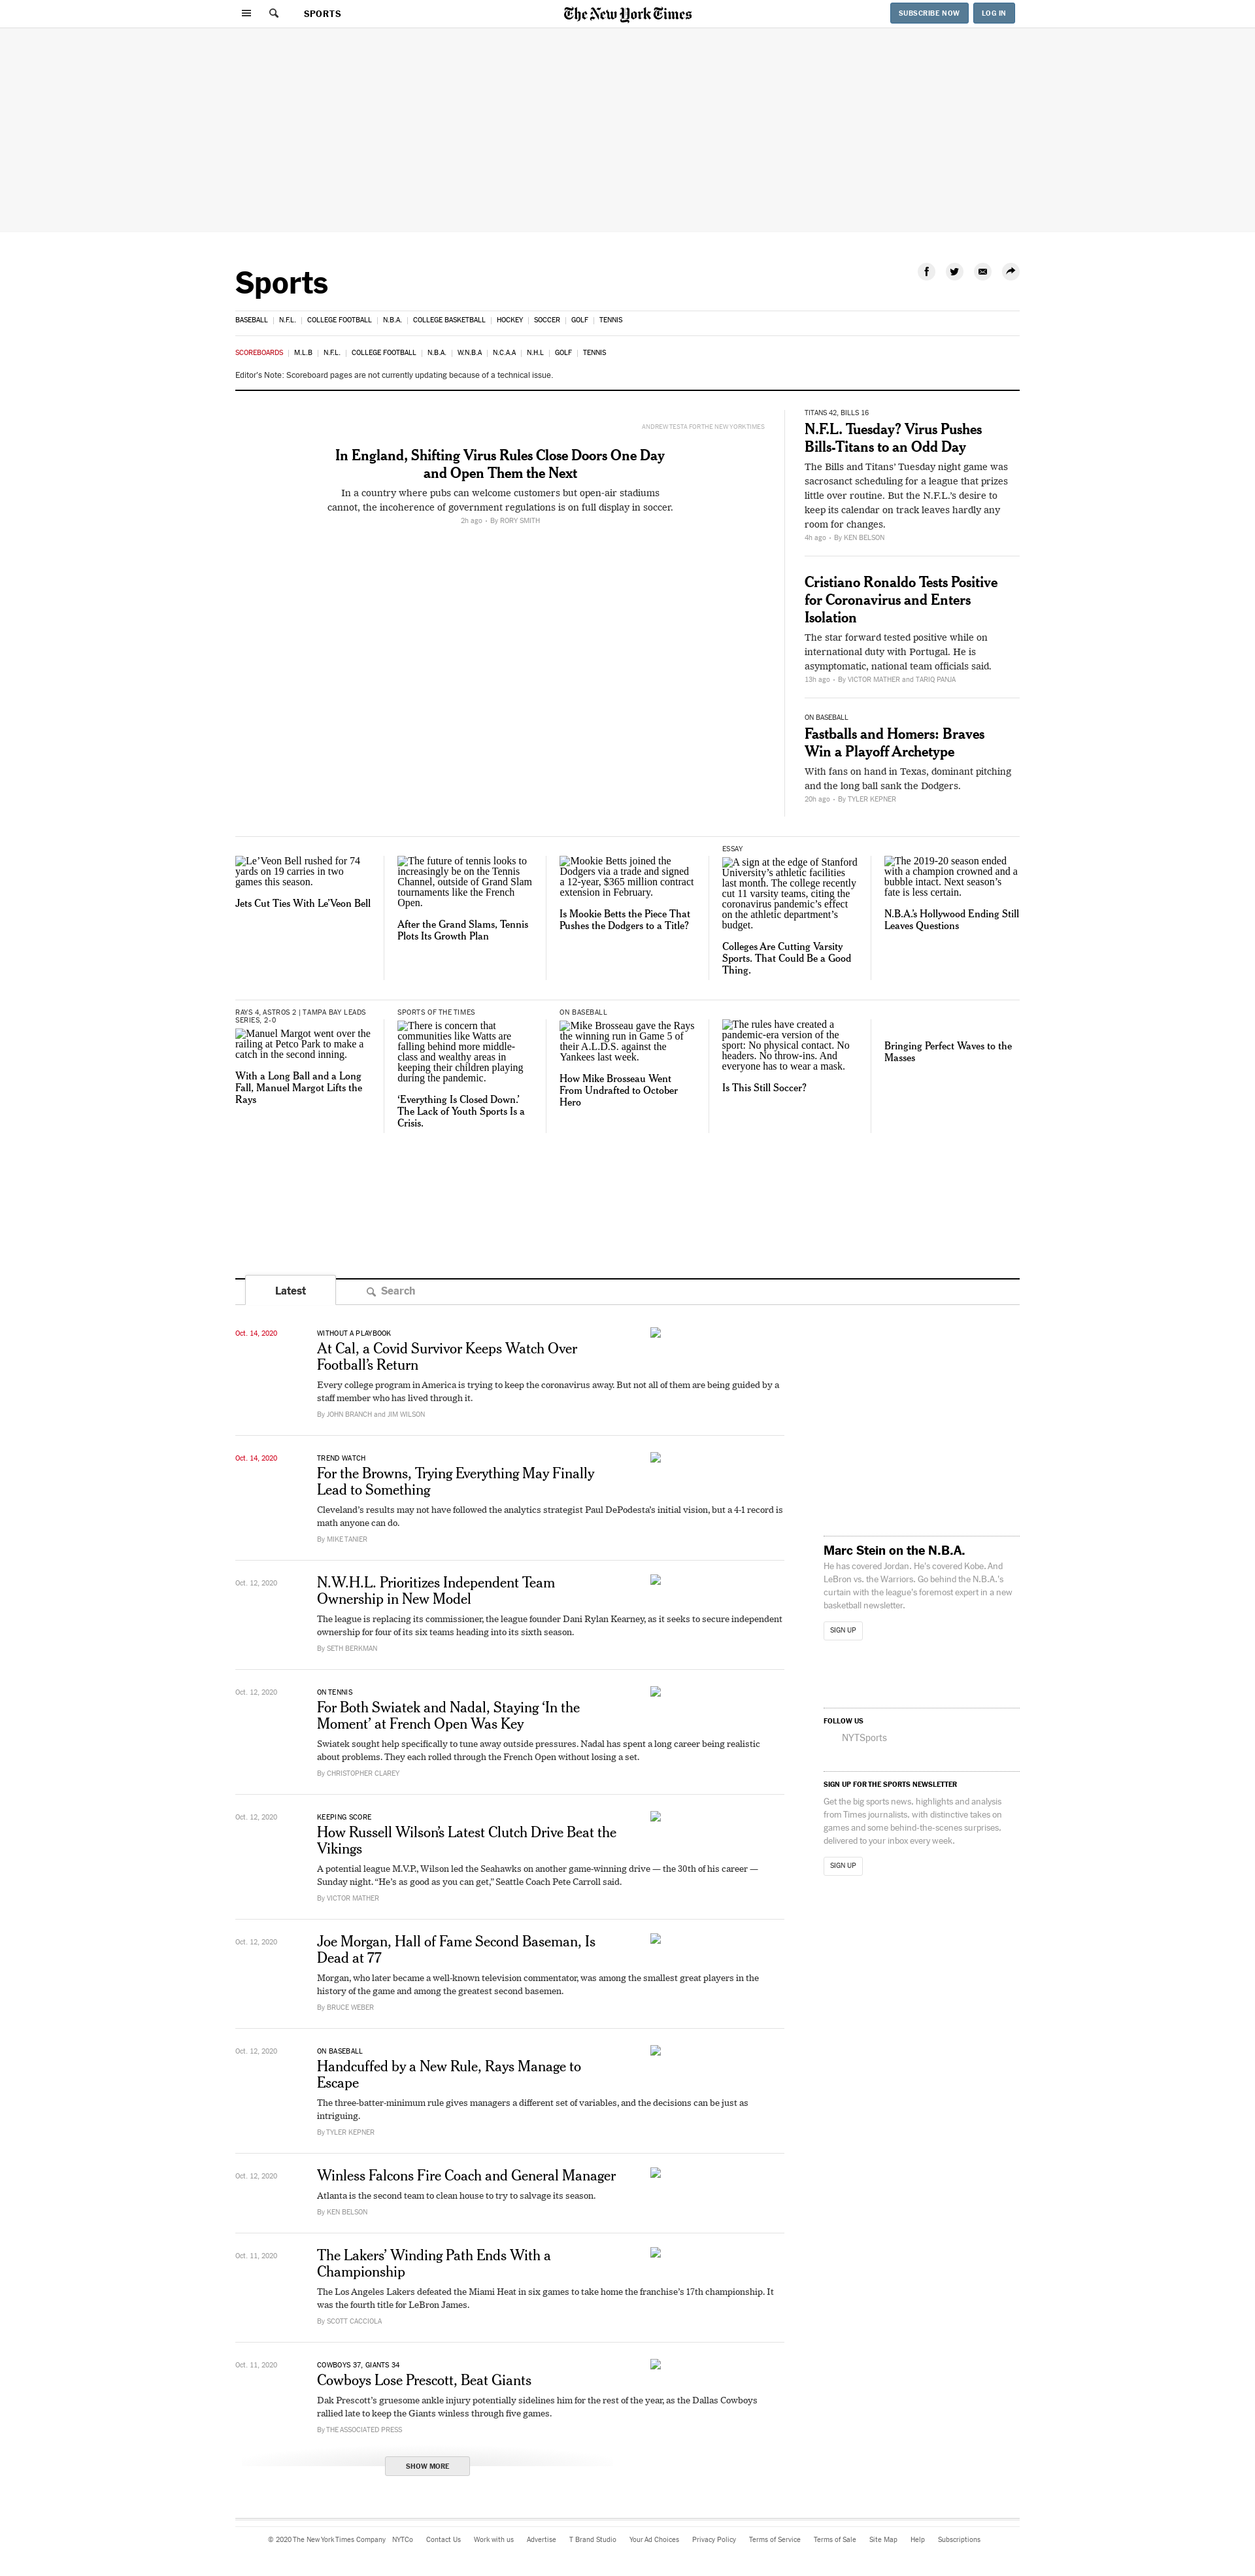 SPORTS
The New York Times
SUBSCRIBE NOW
LOG IN
Sports
BASEBALL | N.F.L. | COLLEGE FOOTBALL | N.B.A. | COLLEGE BASKETBALL | HOCKEY | SOCCER | GOLF | TENNIS
SCOREBOARDS | M.L.B | N.F.L. | COLLEGE FOOTBALL | N.B.A. | W.N.B.A | N.C.A.A | N.H.L | GOLF | TENNIS
Editor's Note: Scoreboard pages are not currently updating because of a technical issue.
ANDREW TESTA FOR THE NEW YORK TIMES
In England, Shifting Virus Rules Close Doors One Day
and Open Them the Next
In a country where pubs can welcome customers but open-air stadiums
cannot, the incoherence of government regulations is on full display in soccer.
2h ago • By RORY SMITH
TITANS 42, BILLS 16
N.F.L. Tuesday? Virus Pushes
Bills-Titans to an Odd Day
The Bills and Titans' Tuesday night game was
sacrosanct scheduling for a league that prizes
little over routine. But the N.F.L.'s desire to
keep its calendar on track leaves hardly any
room for changes.
4h ago • By KEN BELSON
Cristiano Ronaldo Tests Positive
for Coronavirus and Enters
Isolation
The star forward tested positive while on
international duty with Portugal. He is
asymptomatic, national team officials said.
13h ago • By VICTOR MATHER and TARIQ PANJA
ON BASEBALL
Fastballs and Homers: Braves
Win a Playoff Archetype
With fans on hand in Texas, dominant pitching
and the long ball sank the Dodgers.
20h ago • By TYLER KEPNER
Le'Veon Bell rushed for 74
yards on 19 carries in two
games this season.
Jets Cut Ties With Le'Veon Bell
The future of tennis looks to
increasingly be on the Tennis
Channel, outside of Grand Slam
tournaments like the French
Open.
After the Grand Slams, Tennis
Plots Its Growth Plan
Mookie Betts joined the
Dodgers via a trade and signed
a 12-year, $365 million contract
extension in February.
Is Mookie Betts the Piece That
Pushes the Dodgers to a Title?
ESSAY
A sign at the edge of Stanford
University's athletic facilities
last month. The college recently
cut 11 varsity teams, citing the
coronavirus pandemic's effect
on the athletic department's
budget.
Colleges Are Cutting Varsity
Sports. That Could Be a Good
Thing.
The 2019-20 season ended
with a champion crowned and a
bubble intact. Next season's
fate is less certain.
N.B.A.'s Hollywood Ending Still
Leaves Questions
RAYS 4, ASTROS 2 | TAMPA BAY LEADS
SERIES, 2-0
Manuel Margot went over the
railing at Petco Park to make a
catch in the second inning.
With a Long Ball and a Long
Fall, Manuel Margot Lifts the
Rays
SPORTS OF THE TIMES
There is concern that
communities like Watts are
falling behind more middle-
class and wealthy areas in
keeping their children playing
during the pandemic.
'Everything Is Closed Down.'
The Lack of Youth Sports Is a
Crisis.
ON BASEBALL
Mike Brosseau gave the Rays
the winning run in Game 5 of
their A.L.D.S. against the
Yankees last week.
How Mike Brosseau Went
From Undrafted to October
Hero
The rules have created a
pandemic-era version of the
sport: No physical contact. No
headers. No throw-ins. And
everyone has to wear a mask.
Is This Still Soccer?
Bringing Perfect Waves to the
Masses
Latest
Search
Oct. 14, 2020
WITHOUT A PLAYBOOK
At Cal, a Covid Survivor Keeps Watch Over
Football's Return
Every college program in America is trying to keep the coronavirus away. But not all of them are being guided by a
staff member who has lived through it.
By JOHN BRANCH and JIM WILSON
Oct. 14, 2020
TREND WATCH
For the Browns, Trying Everything May Finally
Lead to Something
Cleveland's results may not have followed the analytics strategist Paul DePodesta's initial vision, but a 4-1 record is
math anyone can do.
By MIKE TANIER
Oct. 12, 2020
N.W.H.L. Prioritizes Independent Team
Ownership in New Model
The league is replacing its commissioner, the league founder Dani Rylan Kearney, as it seeks to secure independent
ownership for four of its six teams heading into its sixth season.
By SETH BERKMAN
Oct. 12, 2020
ON TENNIS
For Both Swiatek and Nadal, Staying 'In the
Moment' at French Open Was Key
Swiatek sought help specifically to tune away outside pressures. Nadal has spent a long career being realistic
about problems. They each rolled through the French Open without losing a set.
By CHRISTOPHER CLAREY
Oct. 12, 2020
KEEPING SCORE
How Russell Wilson's Latest Clutch Drive Beat the
Vikings
A potential league M.V.P., Wilson led the Seahawks on another game-winning drive — the 30th of his career —
Sunday night. "He's as good as you can get," Seattle Coach Pete Carroll said.
By VICTOR MATHER
Oct. 12, 2020
Joe Morgan, Hall of Fame Second Baseman, Is
Dead at 77
Morgan, who later became a well-known television commentator, was among the smallest great players in the
history of the game and among the greatest second basemen.
By BRUCE WEBER
Oct. 12, 2020
ON BASEBALL
Handcuffed by a New Rule, Rays Manage to
Escape
The three-batter-minimum rule gives managers a different set of variables, and the decisions can be just as
intriguing.
By TYLER KEPNER
Oct. 12, 2020
Winless Falcons Fire Coach and General Manager
Atlanta is the second team to clean house to try to salvage its season.
By KEN BELSON
Oct. 11, 2020
The Lakers' Winding Path Ends With a
Championship
The Los Angeles Lakers defeated the Miami Heat in six games to take home the franchise's 17th championship. It
was the fourth title for LeBron James.
By SCOTT CACCIOLA
Oct. 11, 2020
COWBOYS 37, GIANTS 34
Cowboys Lose Prescott, Beat Giants
Dak Prescott's gruesome ankle injury potentially sidelines him for the rest of the year, as the Dallas Cowboys
rallied late to keep the Giants winless through five games.
By THE ASSOCIATED PRESS
SHOW MORE
Marc Stein on the N.B.A.
He has covered Jordan. He's covered Kobe. And
LeBron vs. the Warriors. Go behind the N.B.A.'s
curtain with the league's foremost expert in a new
basketball newsletter.
SIGN UP
FOLLOW US
NYTSports
SIGN UP FOR THE SPORTS NEWSLETTER
Get the big sports news, highlights and analysis
from Times journalists, with distinctive takes on
games and some behind-the-scenes surprises,
delivered to your inbox every week.
SIGN UP
© 2020 The New York Times Company NYTCo Contact Us Work with us Advertise T Brand Studio Your Ad Choices Privacy Policy Terms of Service Terms of Sale Site Map Help Subscriptions